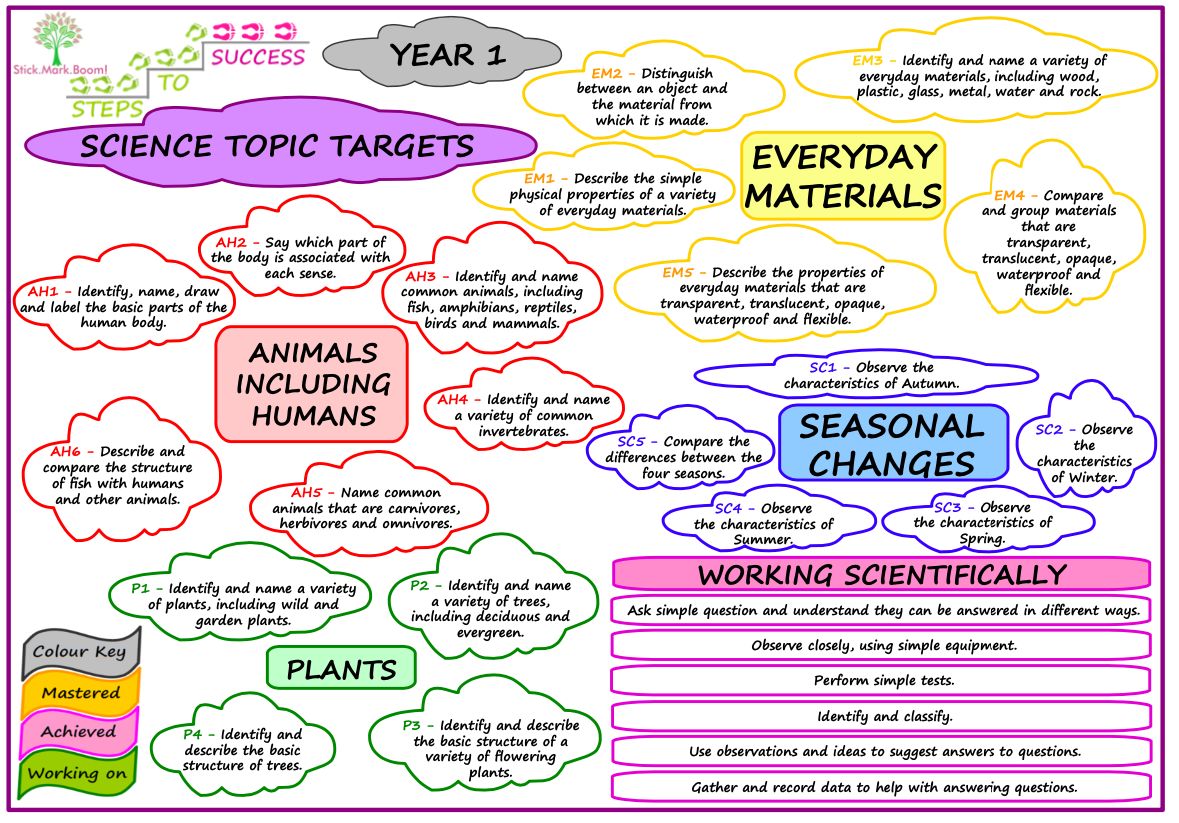 Stick.Mark.Boom!
STEPS
TO
SUCCESS
YEAR 1
SCIENCE TOPIC TARGETS
EM2 - Distinguish
between an object and
the material from
which it is made.
EM3 - Identify and name a variety of
everyday materials, including wood,
plastic, glass, metal, water and rock.
EVERYDAY
MATERIALS
EM1 - Describe the simple
physical properties of a variety
of everyday materials.
EM4 - Compare
and group materials
that are
transparent,
translucent, opaque,
waterproof and
flexible.
EM5 - Describe the properties of
everyday materials that are
transparent, translucent, opaque,
waterproof and flexible.
AH2 - Say which part of
the body is associated with
each sense.
AH1 - Identify, name, draw
and label the basic parts of the
human body.
AH3 - Identify and name
common animals, including
fish, amphibians, reptiles,
birds and mammals.
ANIMALS
INCLUDING
HUMANS
AH4 - Identify and name
a variety of common
invertebrates.
AH6 - Describe and
compare the structure
of fish with humans
and other animals.
AH5 - Name common
animals that are carnivores,
herbivores and omnivores.
SC1 - Observe the
characteristics of Autumn.
SEASONAL
CHANGES
SC2 - Observe
the
characteristics
of Winter.
SC5 - Compare the
differences between the
four seasons.
SC4 - Observe
the characteristics of
Summer.
SC3 - Observe
the characteristics of
Spring.
P1 - Identify and name a variety
of plants, including wild and
garden plants.
P2 - Identify and name
a variety of trees,
including deciduous and
evergreen.
PLANTS
P4 - Identify and
describe the basic
structure of trees.
P3 - Identify and describe
the basic structure of a
variety of flowering
plants.
Colour Key
Mastered
Achieved
Working on
WORKING SCIENTIFICALLY
Ask simple question and understand they can be answered in different ways.
Observe closely, using simple equipment.
Perform simple tests.
Identify and classify.
Use observations and ideas to suggest answers to questions.
Gather and record data to help with answering questions.